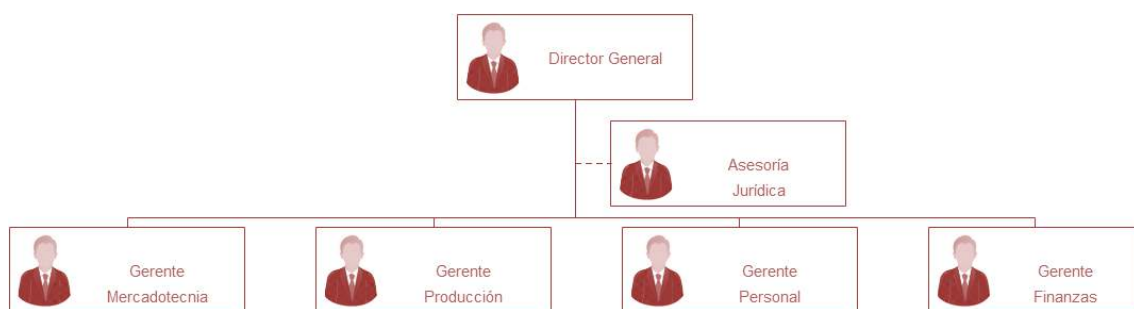 Director General
Asesoría
Jurídica
Gerente
Mercadotecnia
Gerente
Producción
Gerente
Personal
Gerente
Finanzas